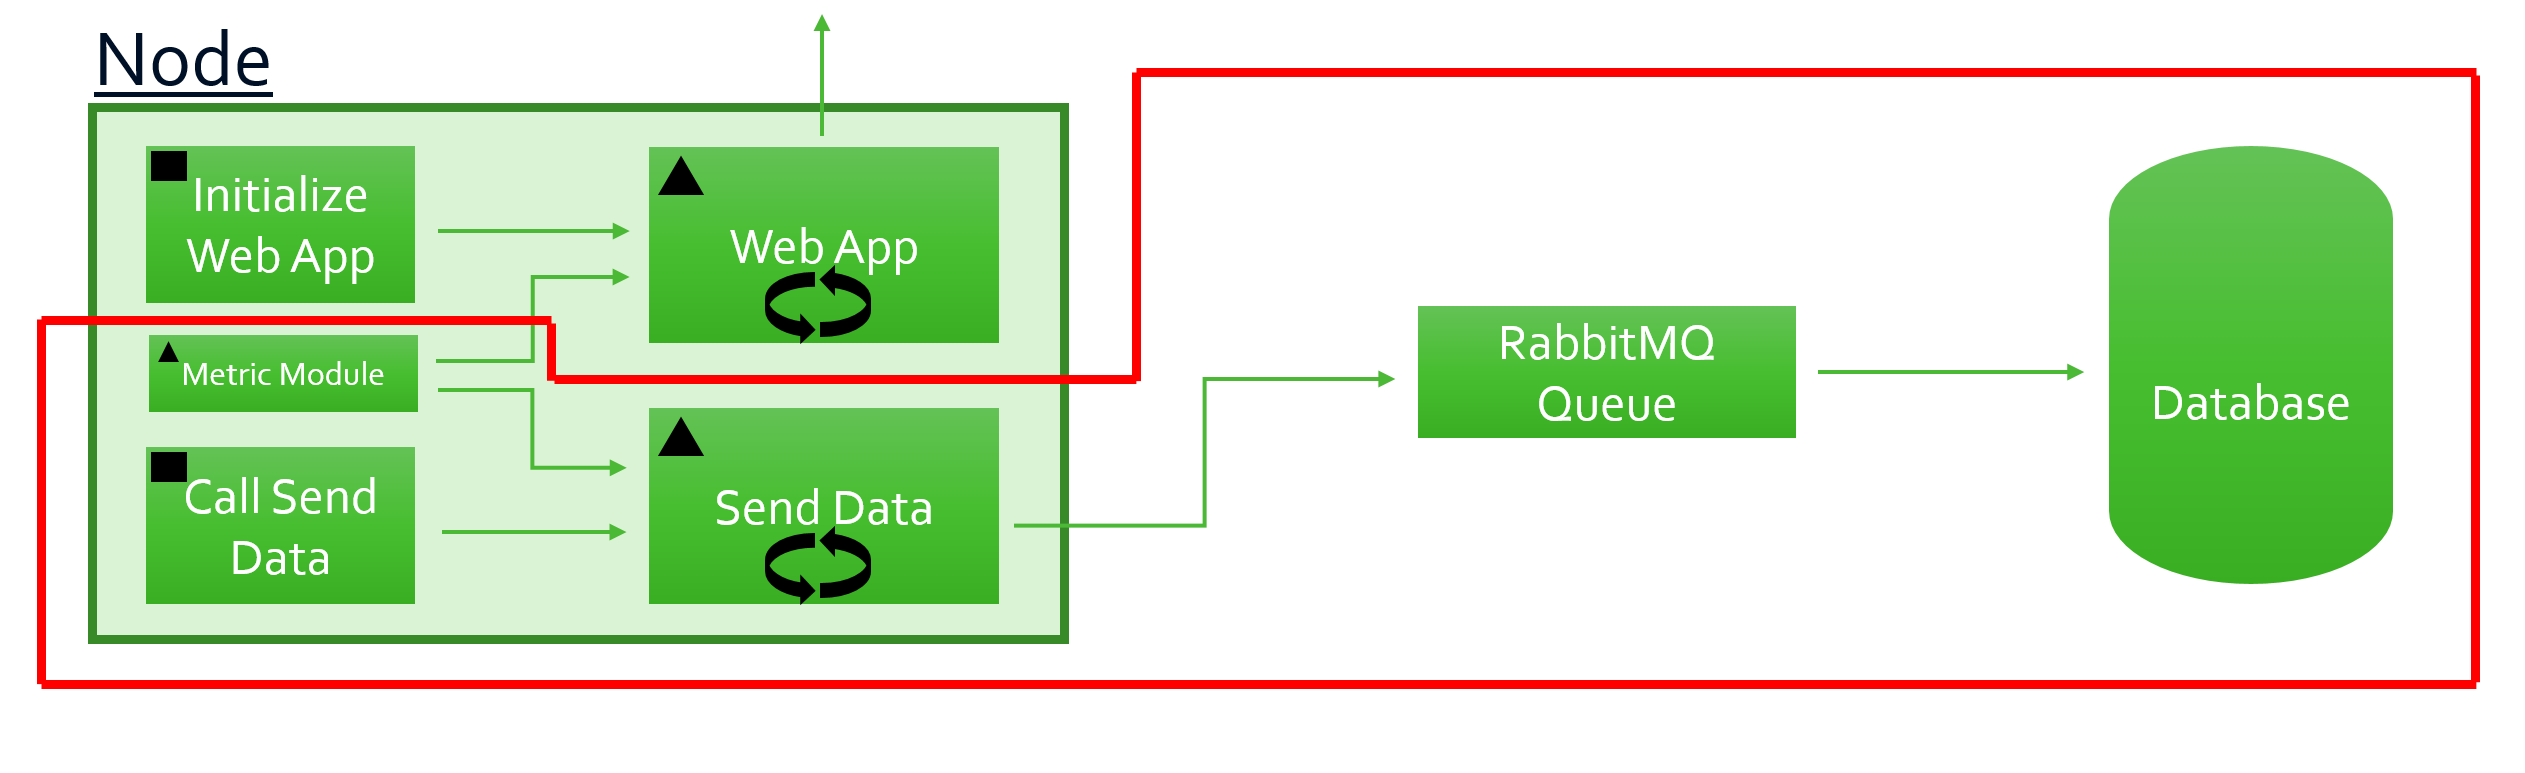 Node
Initialize
Web App
Web App
Metric Module
Call Send
Data
Send Data
RabbitMQ
Queue
Database